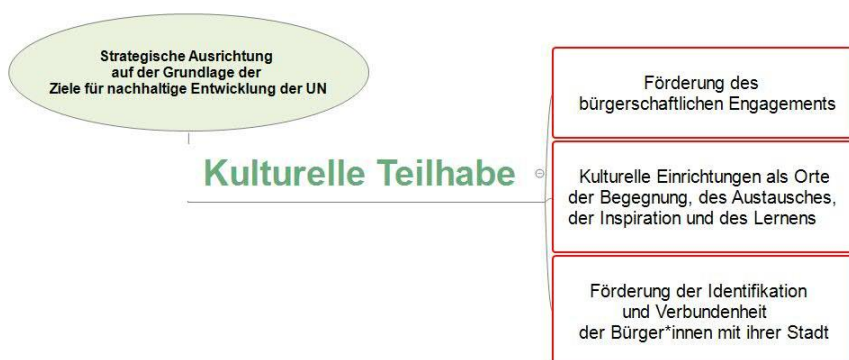 Strategische Ausrichtung
auf der Grundlage der
Ziele für nachhaltige Entwicklung der UN
Kulturelle Teilhabe
Förderung des
bürgerschaftlichen Engagements
Kulturelle Einrichtungen als Orte
der Begegnung, des Austausches,
der Inspiration und des Lernens
Förderung der Identifikation
und Verbundenheit
der Bürger*innen mit ihrer Stadt